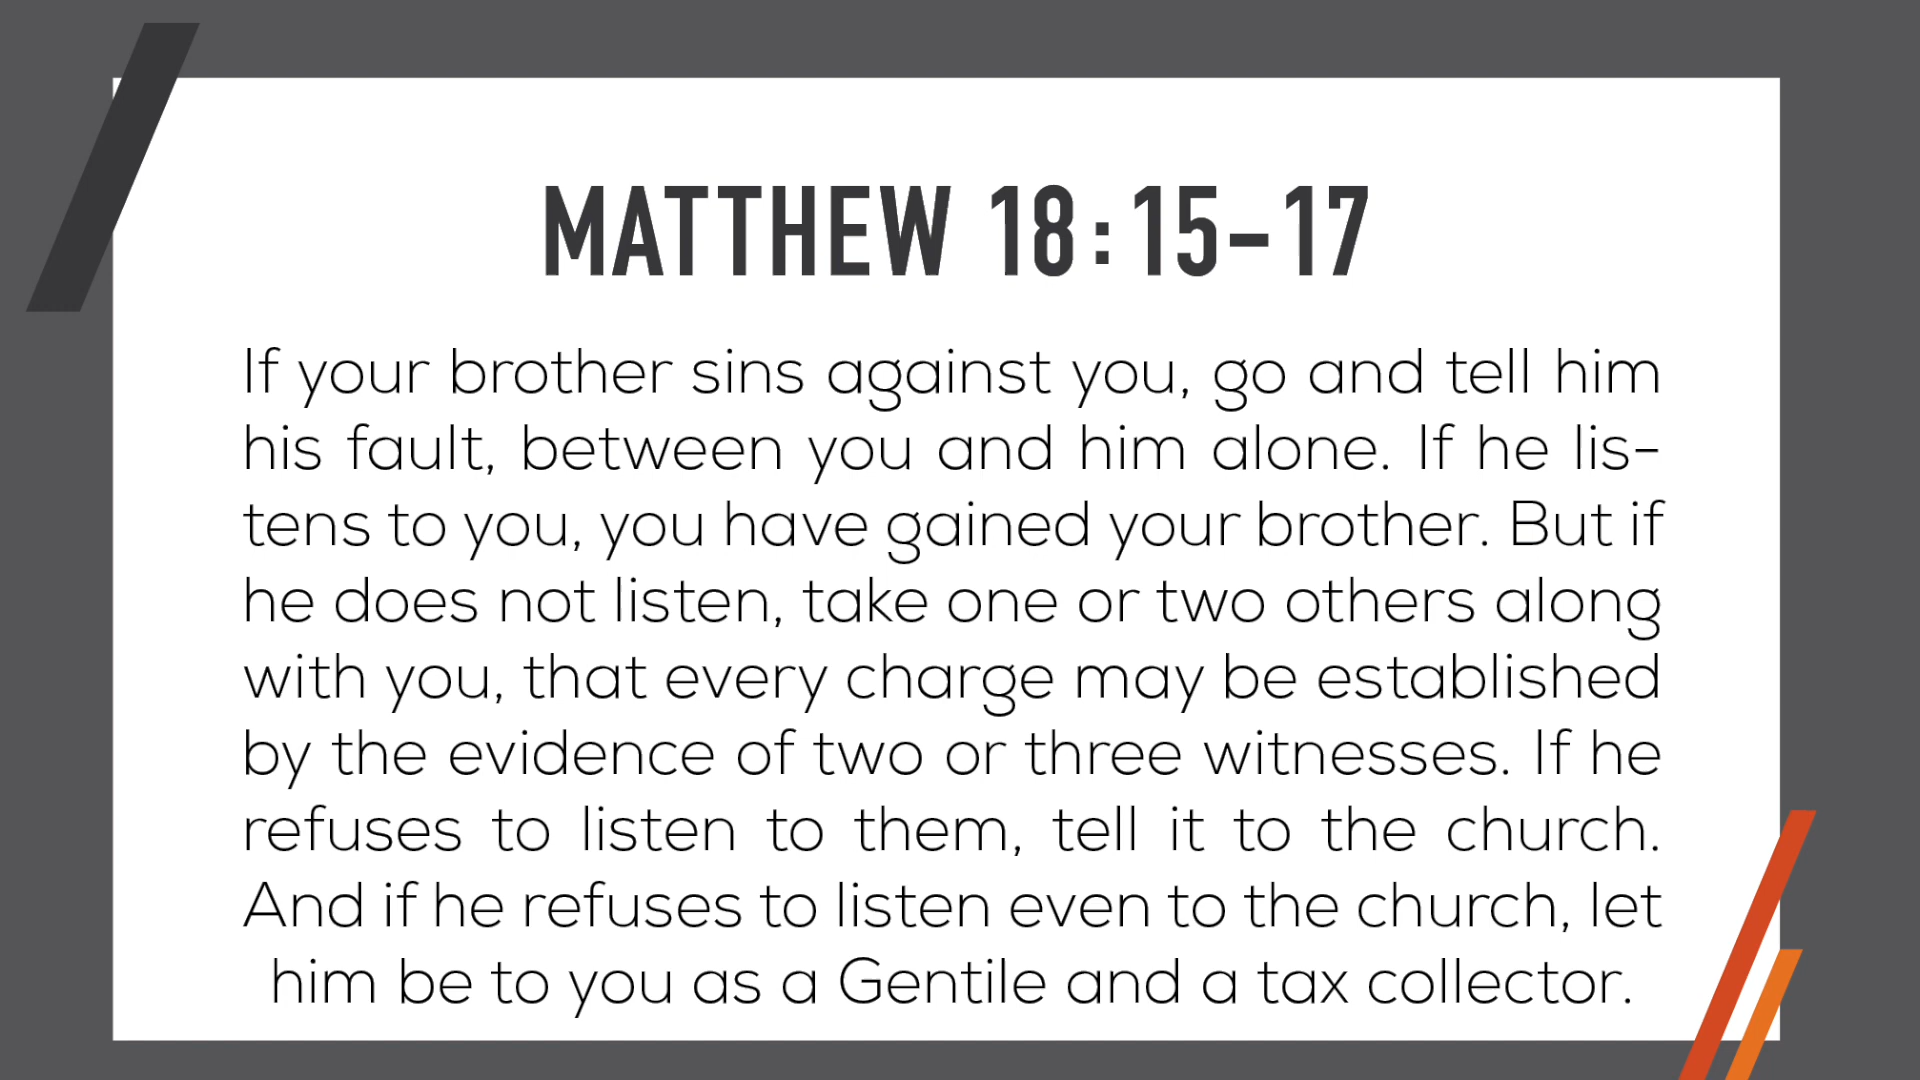 MATTHEW 18:15-17
If your brother sins against you, go and tell him
his fault, between you and him alone. If he lis-
tens to you, you have gained your brother. But if
he does not listen, take one or two others along
with you, that every charge may be established
by the evidence of two or three witnesses. If he
refuses to listen to them, tell it to the church.
And if he refuses to listen even to the church, let
him be to you as a Gentile and a tax collector.